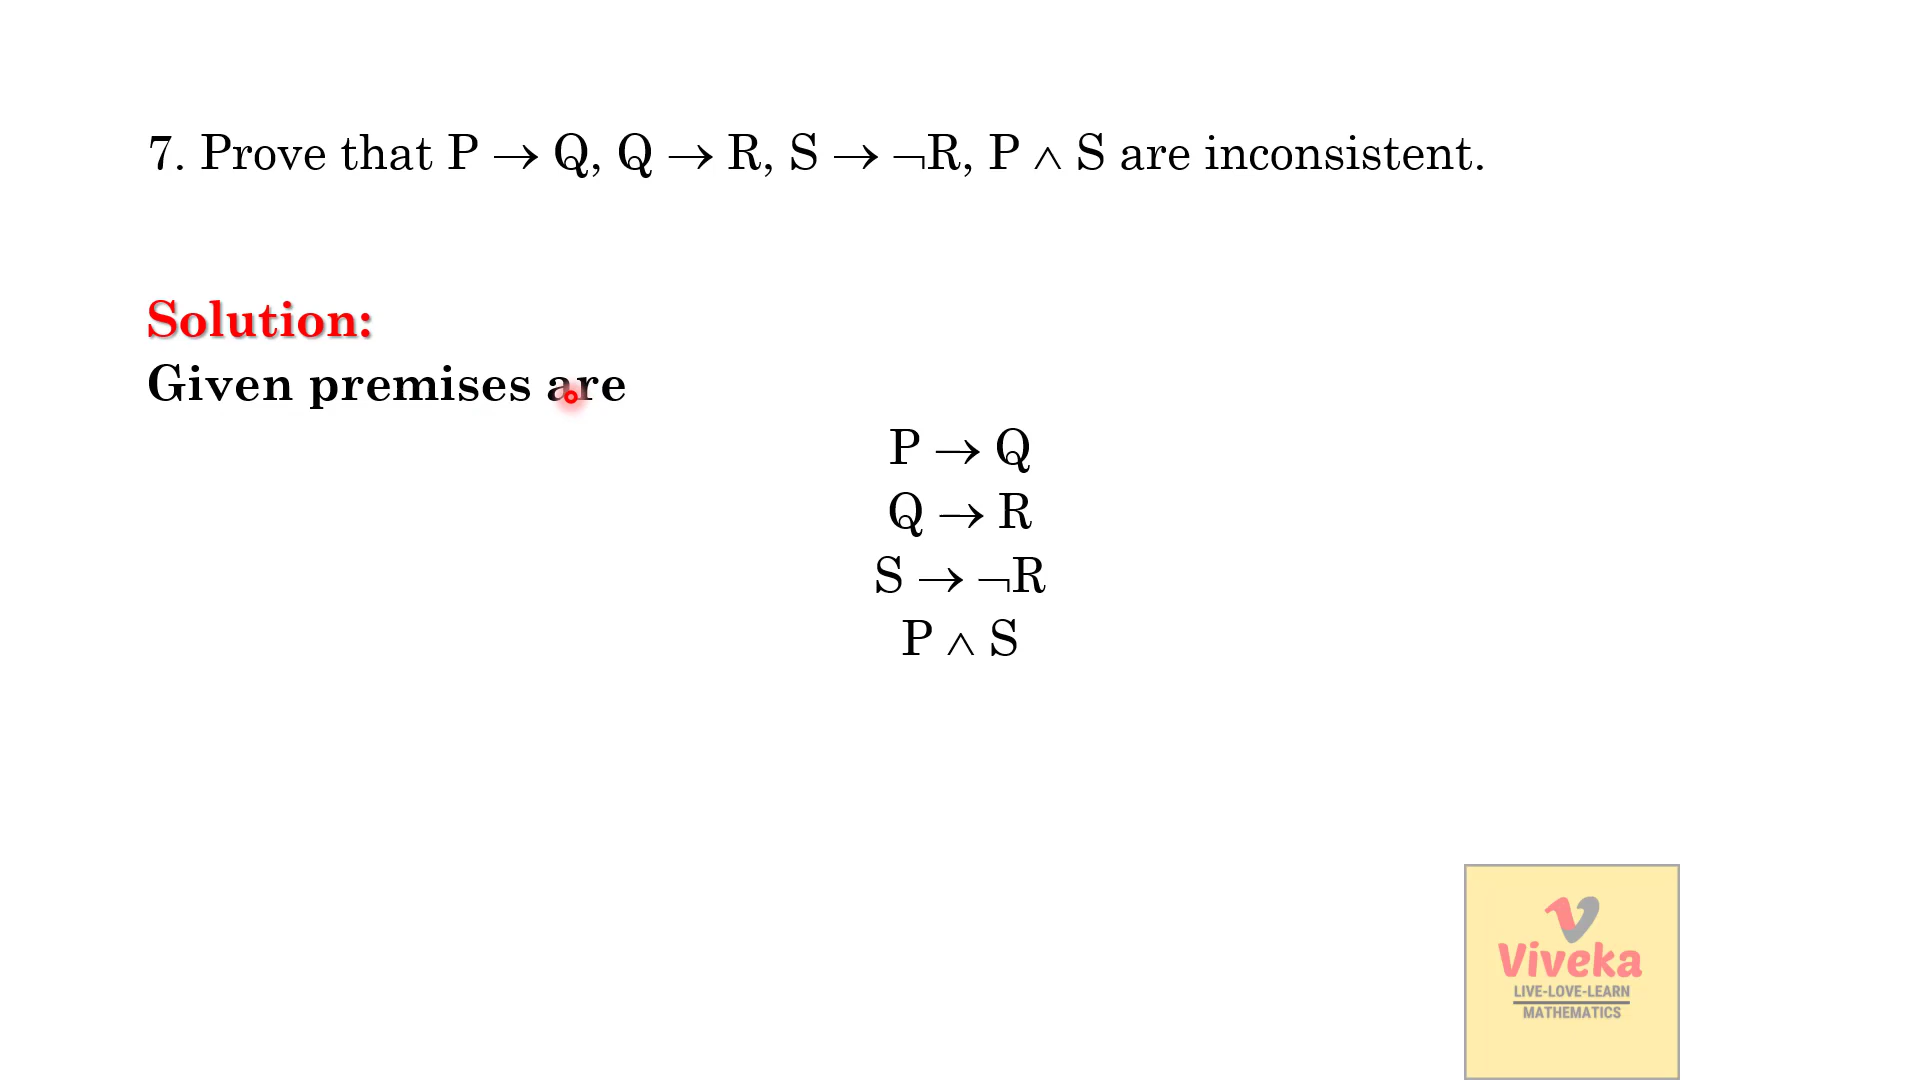 7. Prove that P → Q, Q → R, S → ¬R, P ∧ S are inconsistent.
Solution:
Given premises are
P → Q
Q → R
S → ¬R
P ∧ S
Viveka
LIVE-LOVE-LEARN
MATHEMATICS